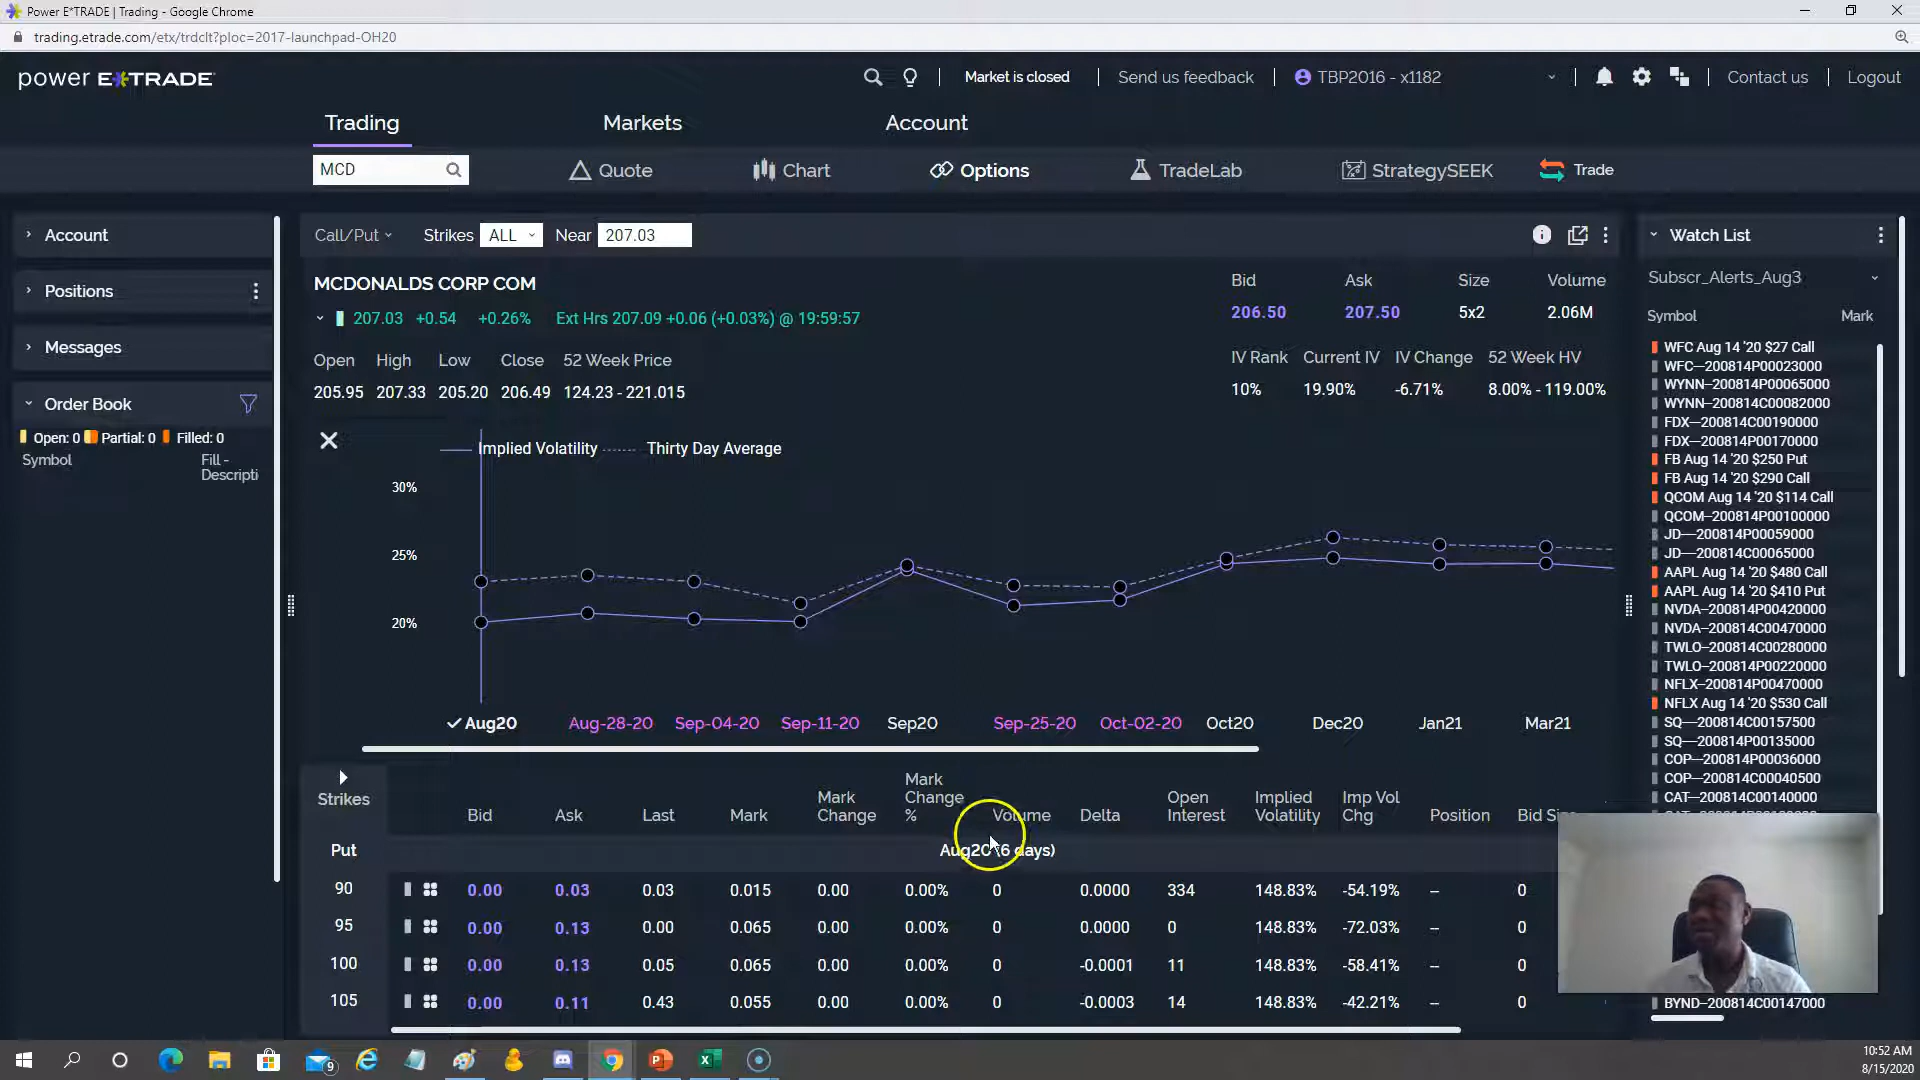 Power E*TRADE | Trading - Google Chrome
trading.etrade.com/etx/trdclt?ploc=2017-launchpad-OH20
power E*TRADE
Market is closed
Send us feedback
TBP2016 - x1182
Contact us
Logout
Trading
Markets
Account
MCD
Quote
Chart
Options
TradeLab
StrategySEEK
Trade
Account
Positions
Messages
Order Book
Open: 0 Partial: 0 Filled: 0
Symbol
Fill -
Descripti
Call/Put
Strikes ALL Near 207.03
MCDONALDS CORP COM
207.03 +0.54 +0.26% Ext Hrs 207.09 +0.06 (+0.03%) @ 19:59:57
Open High Low Close 52 Week Price
205.95 207.33 205.20 206.49 124.23 - 221.015
Bid Ask Size Volume
206.50 207.50 5x2 2.06M
IV Rank Current IV IV Change 52 Week HV
10% 19.90% -6.71% 8.00% - 119.00%
Implied Volatility Thirty Day Average
30%
25%
20%
Aug20 Aug-28-20 Sep-04-20 Sep-11-20 Sep20 Sep-25-20 Oct-02-20 Oct20 Dec20 Jan21 Mar21
Strikes Bid Ask Last Mark Mark Change Mark Change % Volume Delta Open Interest Implied Volatility Imp Vol Chg Position Bid
Put Aug20 (6 days)
90 0.00 0.03 0.03 0.015 0.00 0.00% 0 0.0000 334 148.83% -54.19% -- 0
95 0.00 0.13 0.00 0.065 0.00 0.00% 0 0.0000 0 148.83% -72.03% -- 0
100 0.00 0.13 0.05 0.065 0.00 0.00% 0 -0.0001 11 148.83% -58.41% -- 0
105 0.00 0.11 0.43 0.055 0.00 0.00% 0 -0.0003 14 148.83% -42.21% -- 0
Watch List
Subscr_Alerts_Aug3
Symbol Mark
WFC Aug 14 '20 $27 Call
WFC--200814P00023000
WYNN--200814P00065000
WYNN--200814C00082000
FDX--200814C00190000
FDX--200814P00170000
FB Aug 14 '20 $250 Put
FB Aug 14 '20 $290 Call
QCOM Aug 14 '20 $114 Call
QCOM--200814P00100000
JD---200814P00059000
JD---200814C00065000
AAPL Aug 14 '20 $480 Call
AAPL Aug 14 '20 $410 Put
NVDA--200814P00420000
NVDA--200814C00470000
TWLO--200814C00280000
TWLO--200814P00220000
NFLX--200814P00470000
NFLX Aug 14 '20 $530 Call
SQ---200814C00157500
SQ---200814P00135000
COP--200814P00036000
COP--200814C00040500
CAT--200814C00140000
BYND--200814C00147000
9
10:52 AM
8/15/2020